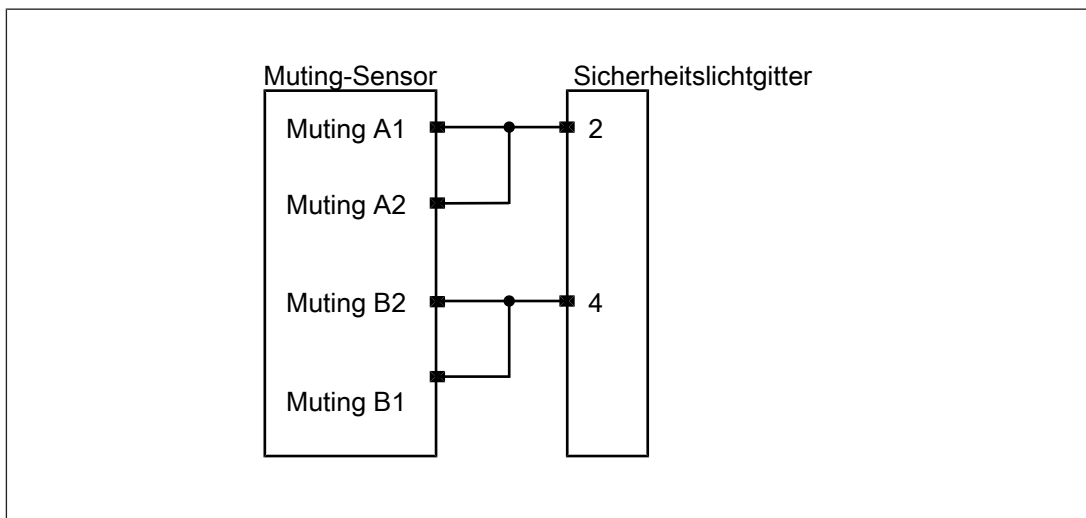 Muting-Sensor
Sicherheitslichtgitter
Muting A1
2
Muting A2
Muting B2
4
Muting B1